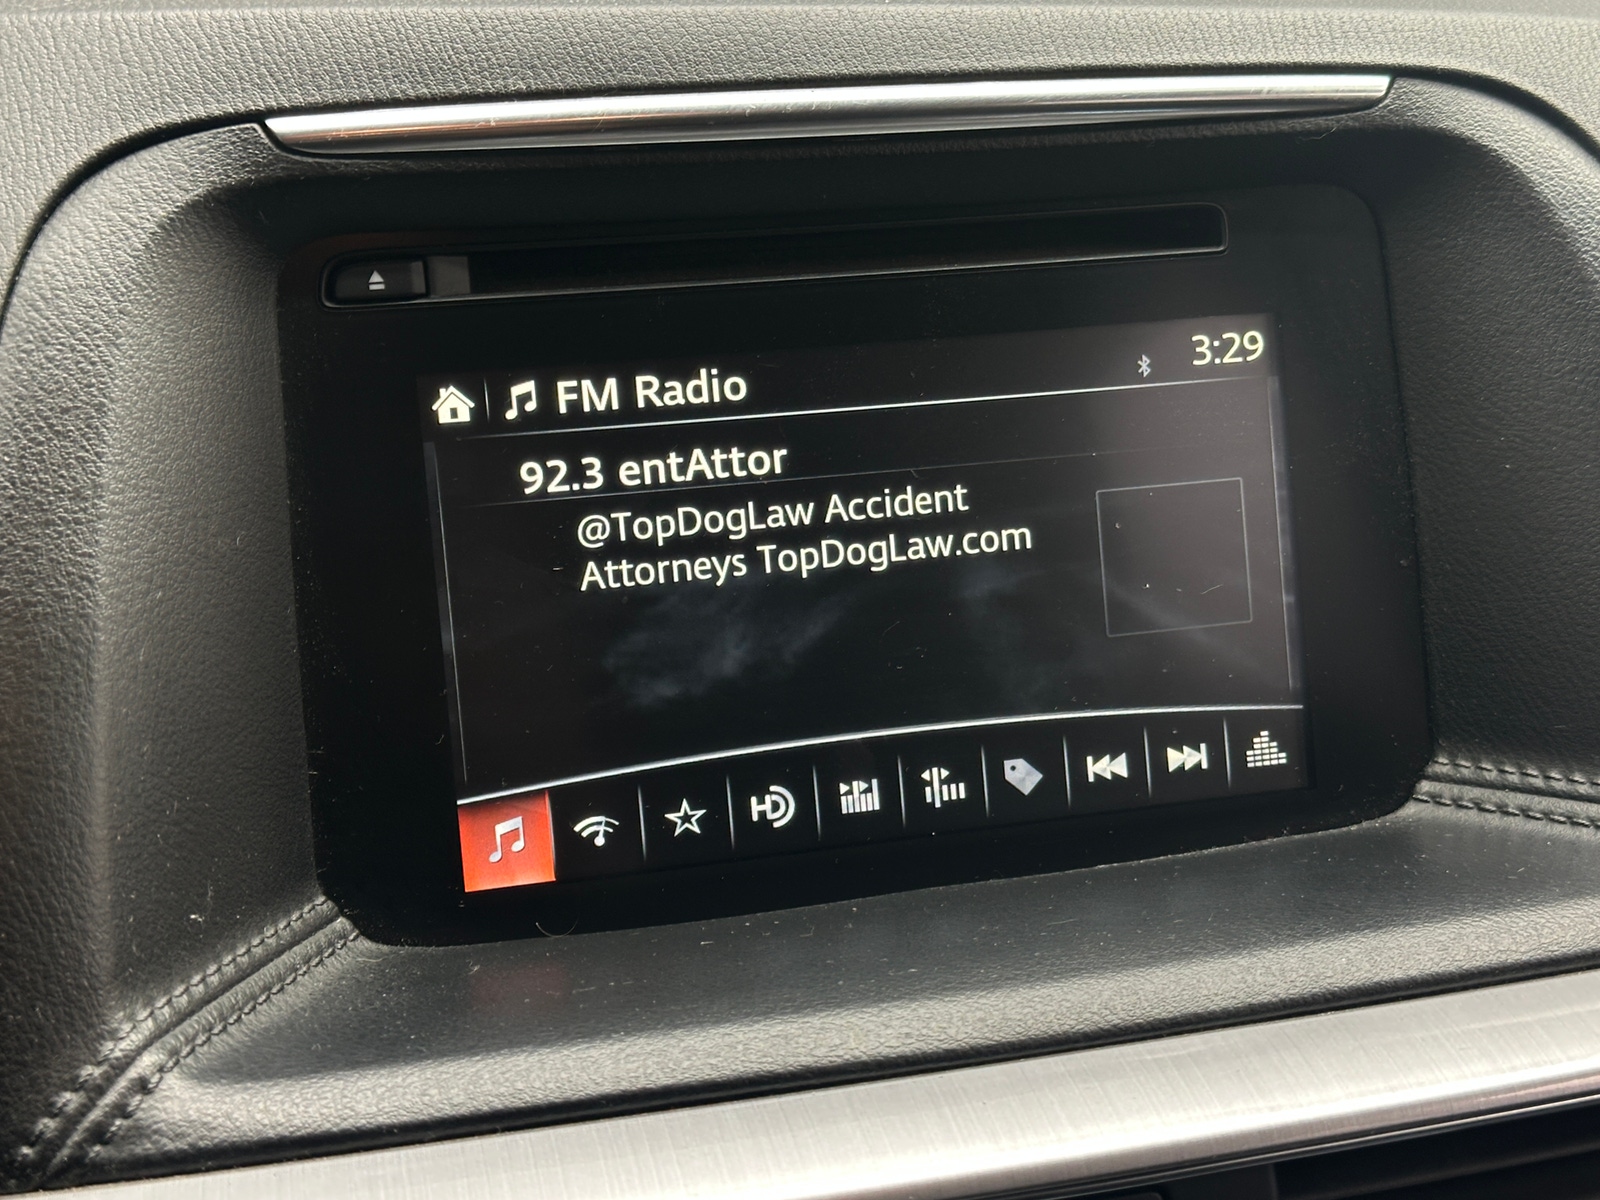 3:29
FM Radio
92.3 entAttor
@TopDogLaw Accident
Attorneys TopDogLaw.com
HD